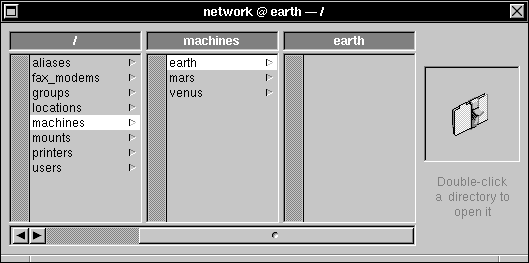 network @ earth — /
/
machines
earth
aliases
fax_modems
groups
locations
machines
mounts
printers
users
earth
mars
venus
Double-click
a directory to
open it